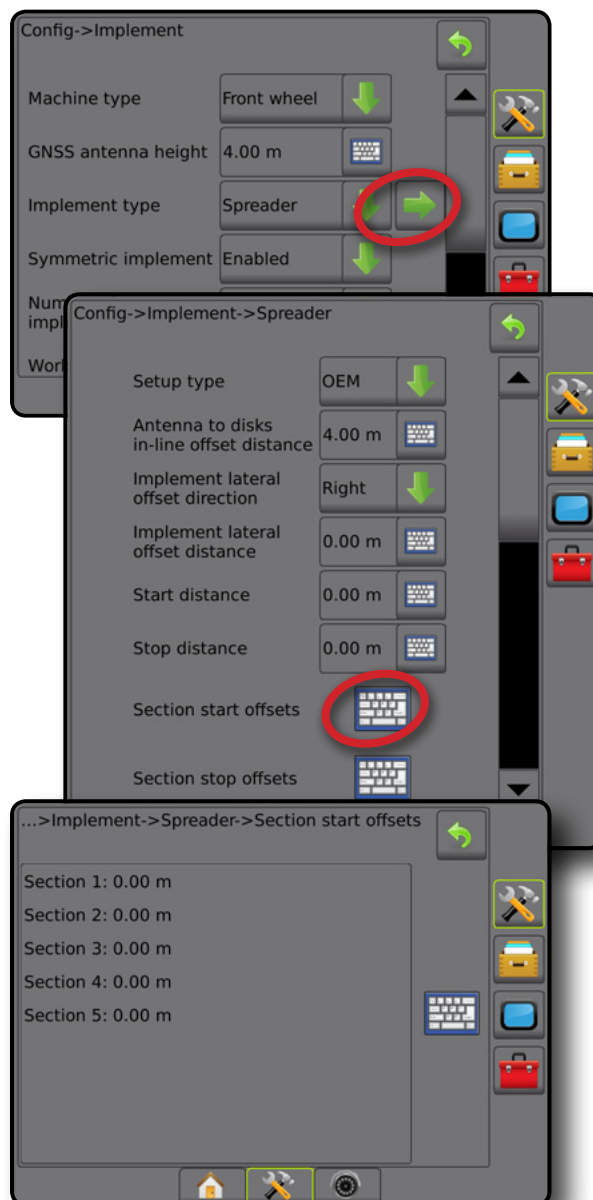 Config->Implement
Machine type Front wheel
GNSS antenna height 4.00 m
Implement type Spreader
Symmetric implement Enabled
Num
impl
Wor
Config->Implement->Spreader
Setup type OEM
Antenna to disks
in-line offset distance 4.00 m
Implement lateral
offset direction Right
Implement lateral
offset distance 0.00 m
Start distance 0.00 m
Stop distance 0.00 m
Section start offsets
Section stop offsets
...>Implement->Spreader->Section start offsets
Section 1: 0.00 m
Section 2: 0.00 m
Section 3: 0.00 m
Section 4: 0.00 m
Section 5: 0.00 m